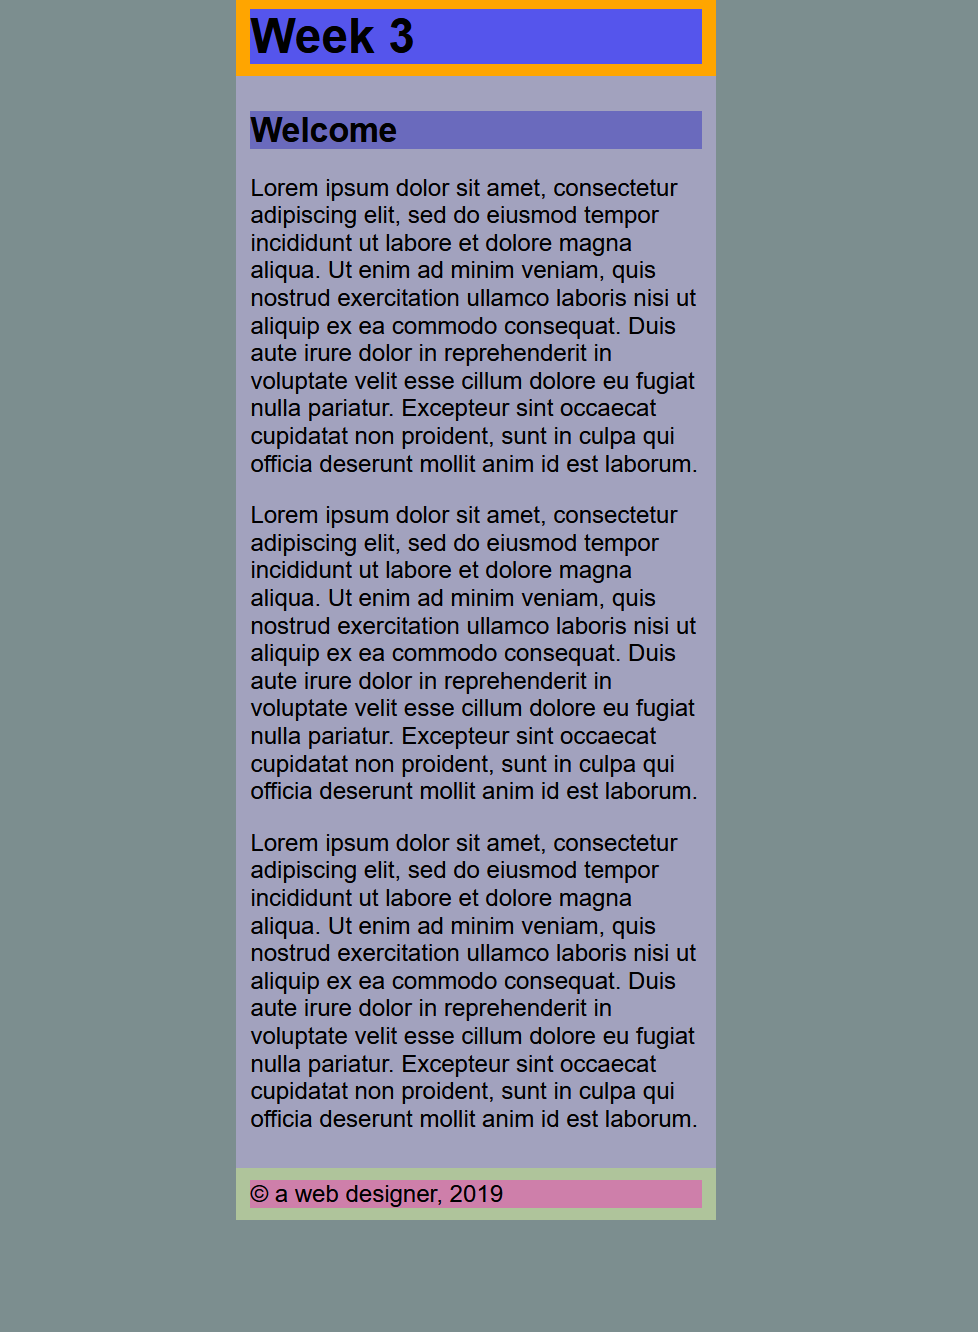 Week 3
Welcome
Lorem ipsum dolor sit amet, consectetur
adipiscing elit, sed do eiusmod tempor
incididunt ut labore et dolore magna
aliqua. Ut enim ad minim veniam, quis
nostrud exercitation ullamco laboris nisi ut
aliquip ex ea commodo consequat. Duis
aute irure dolor in reprehenderit in
voluptate velit esse cillum dolore eu fugiat
nulla pariatur. Excepteur sint occaecat
cupidatat non proident, sunt in culpa qui
officia deserunt mollit anim id est laborum.
Lorem ipsum dolor sit amet, consectetur
adipiscing elit, sed do eiusmod tempor
incididunt ut labore et dolore magna
aliqua. Ut enim ad minim veniam, quis
nostrud exercitation ullamco laboris nisi ut
aliquip ex ea commodo consequat. Duis
aute irure dolor in reprehenderit in
voluptate velit esse cillum dolore eu fugiat
nulla pariatur. Excepteur sint occaecat
cupidatat non proident, sunt in culpa qui
officia deserunt mollit anim id est laborum.
Lorem ipsum dolor sit amet, consectetur
adipiscing elit, sed do eiusmod tempor
incididunt ut labore et dolore magna
aliqua. Ut enim ad minim veniam, quis
nostrud exercitation ullamco laboris nisi ut
aliquip ex ea commodo consequat. Duis
aute irure dolor in reprehenderit in
voluptate velit esse cillum dolore eu fugiat
nulla pariatur. Excepteur sint occaecat
cupidatat non proident, sunt in culpa qui
officia deserunt mollit anim id est laborum.
© a web designer, 2019